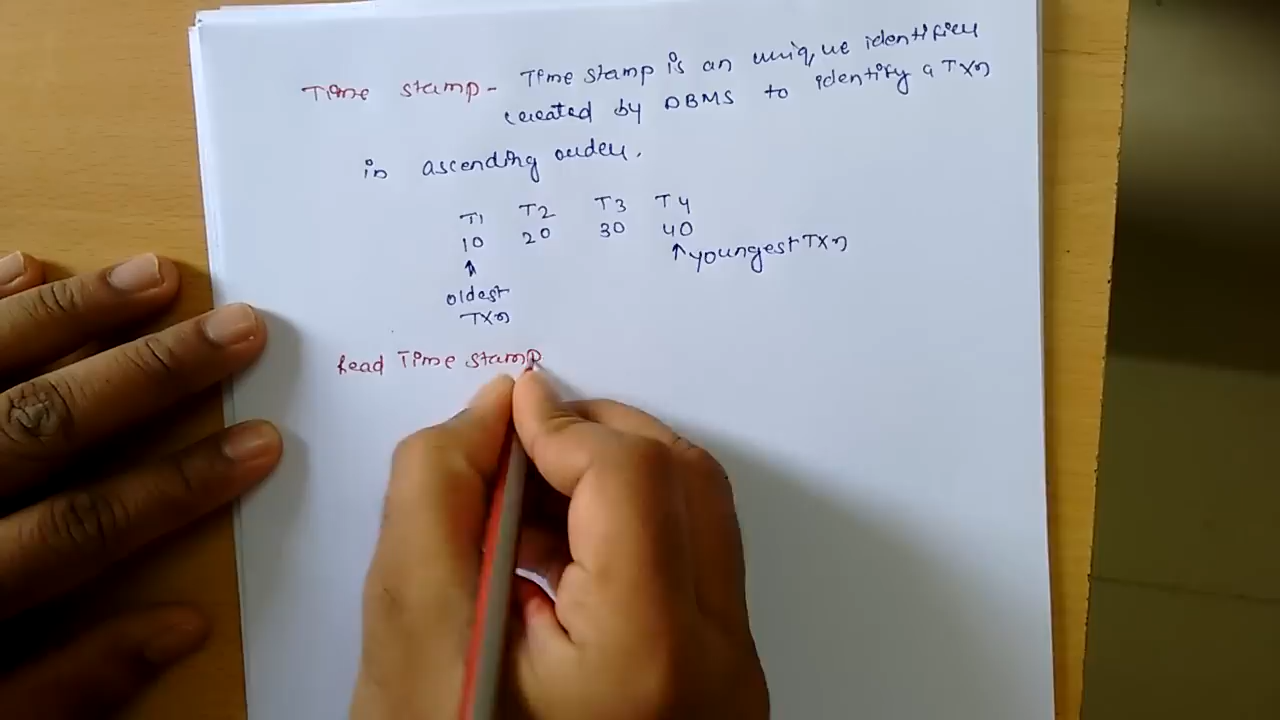 Time stamp - Time stamp is an unique identifier
created by DBMS to identify a TXn
in ascending order.
T1 T2 T3 T4
10 20 30 40
↑ ↑ youngest TXn
oldest
TXn
Read Time stamp